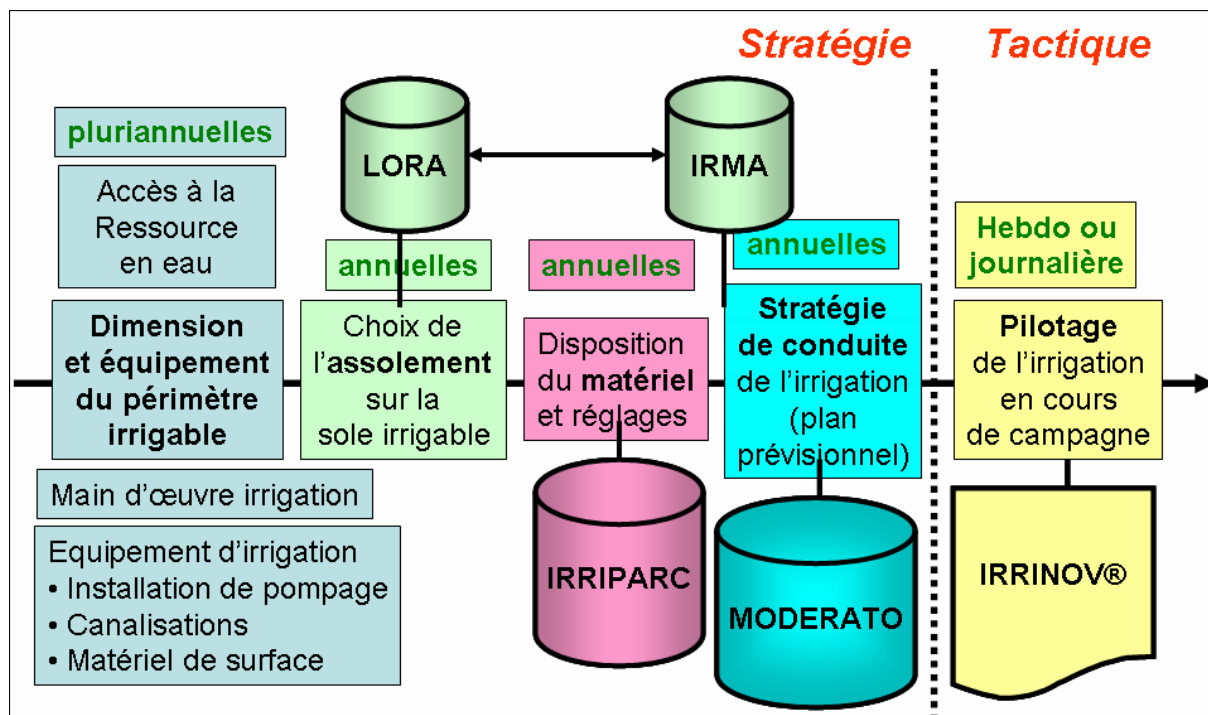 Stratégie
Tactique
pluriannuelles
Accès à la
Ressource
en eau
LORA
IRMA
annuelles
annuelles
annuelles
Hebdo ou
journalière
Dimension
et équipement
du périmètre
irrigable
Choix de
l’assolement
sur la
sole irrigable
Disposition
du matériel
et réglages
Stratégie
de conduite
de l’irrigation
(plan
prévisionnel)
Pilotage
de l’irrigation
en cours
de campagne
Main d’œuvre irrigation
Equipement d’irrigation
• Installation de pompage
• Canalisations
• Matériel de surface
IRRIPARC
MODERATO
IRRINOV®